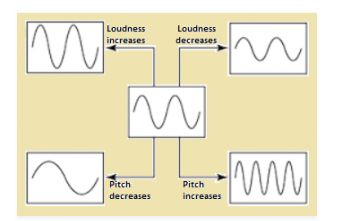 Loudness
increases
Loudness
decreases
Pitch
decreases
Pitch
increases